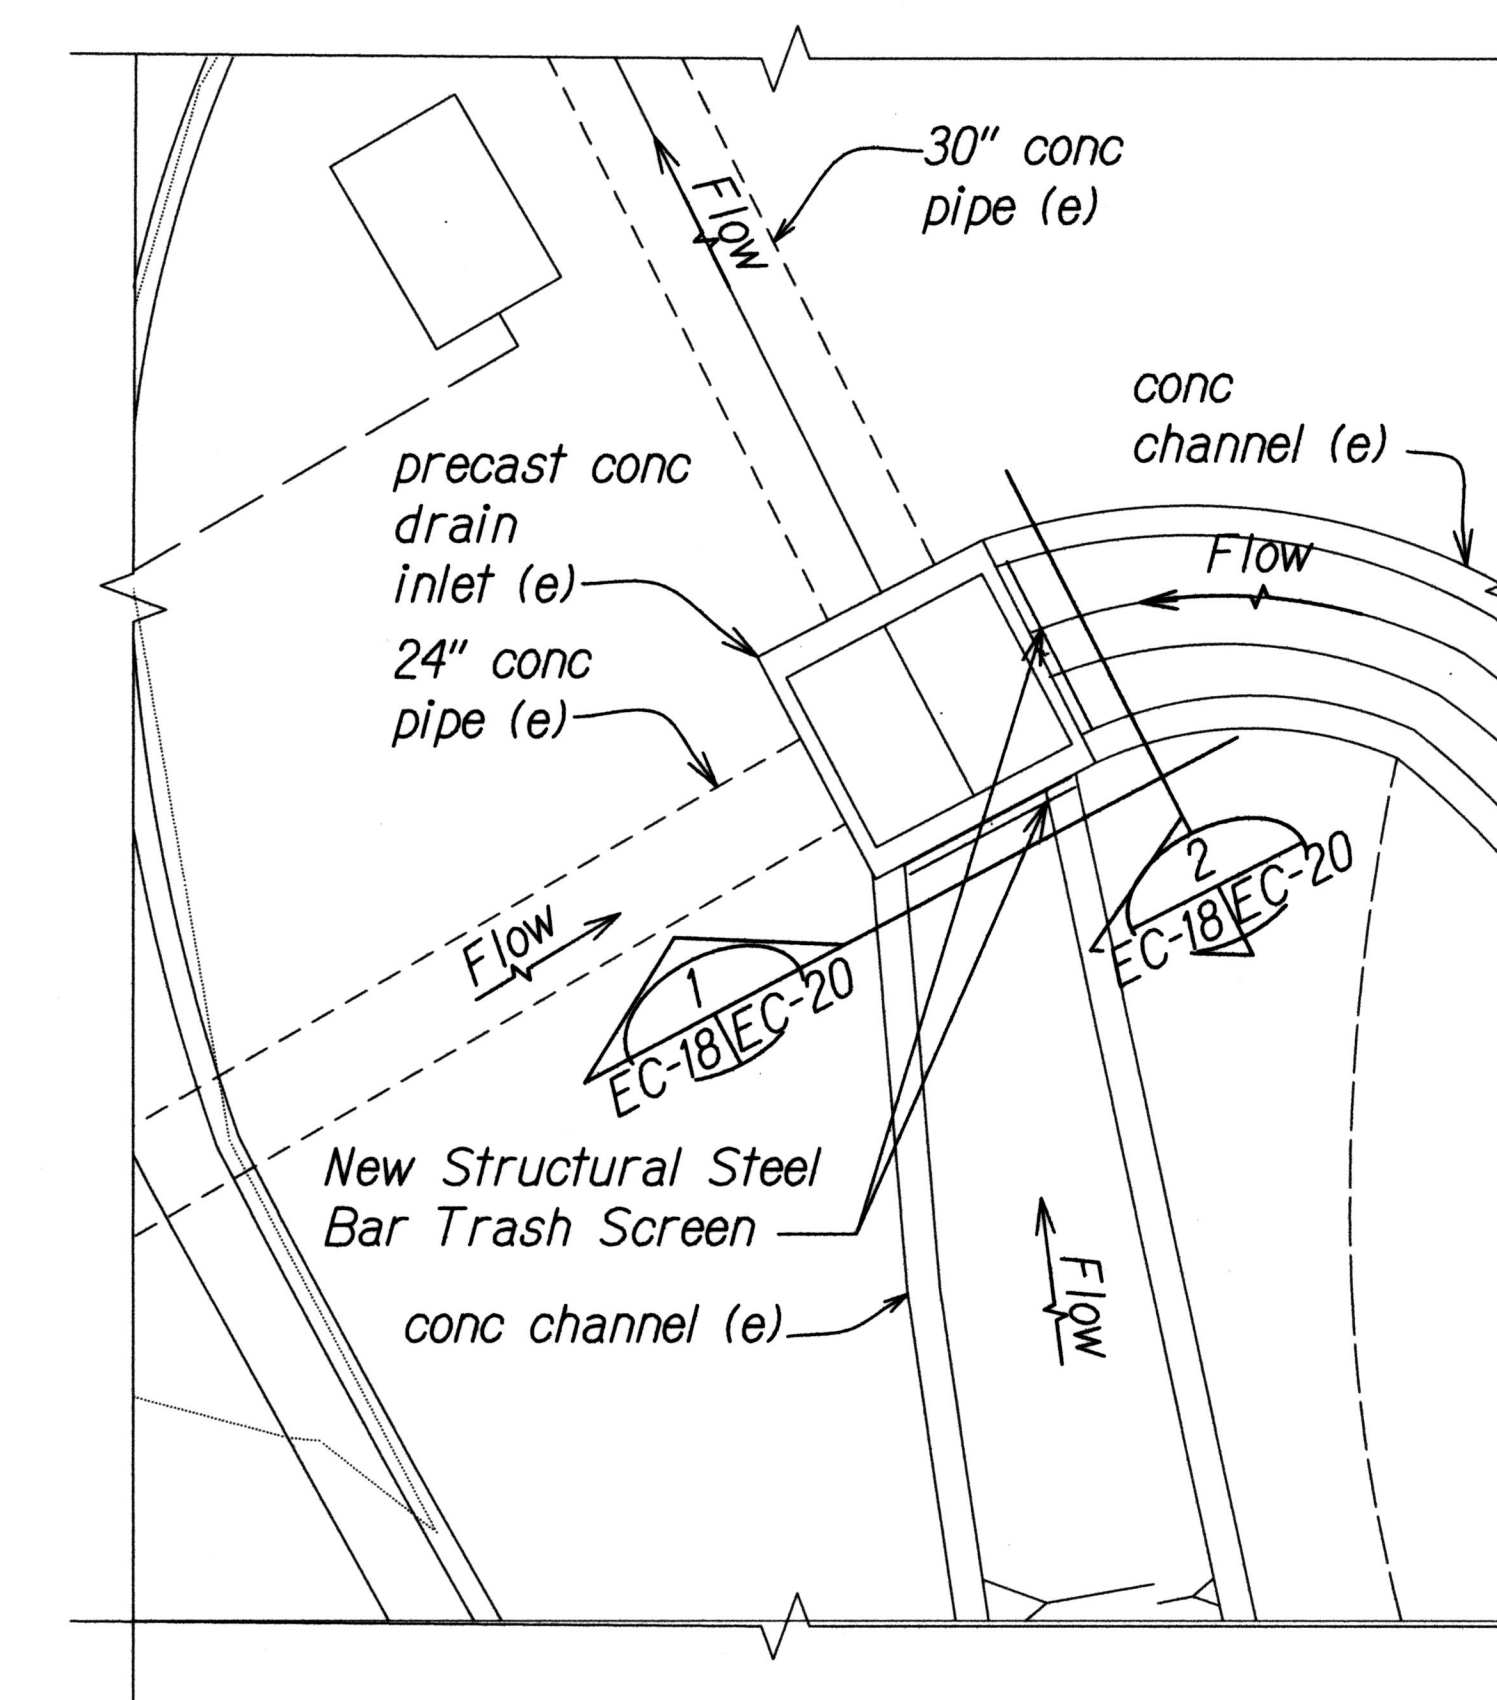 30" conc
pipe (e)
Flow
conc
channel (e)
Flow
precast conc
drain
inlet (e)
24" conc
pipe (e)
2
EC-18 EC-20
Flow
1
EC-18 EC-20
New Structural Steel
Bar Trash Screen
conc channel (e)
Flow